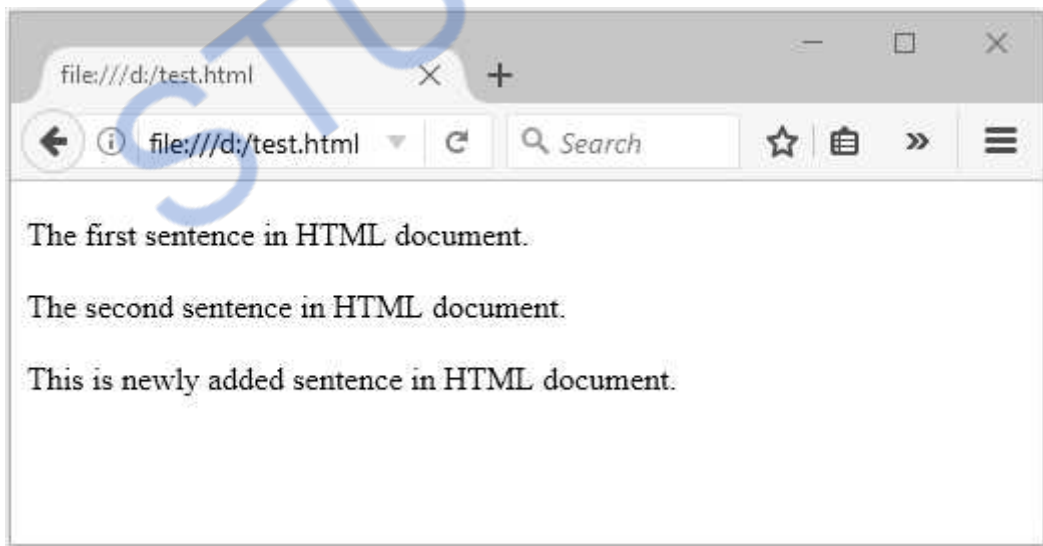 STU
file:///d:/test.html
file:///d:/test.html
Search
The first sentence in HTML document.
The second sentence in HTML document.
This is newly added sentence in HTML document.